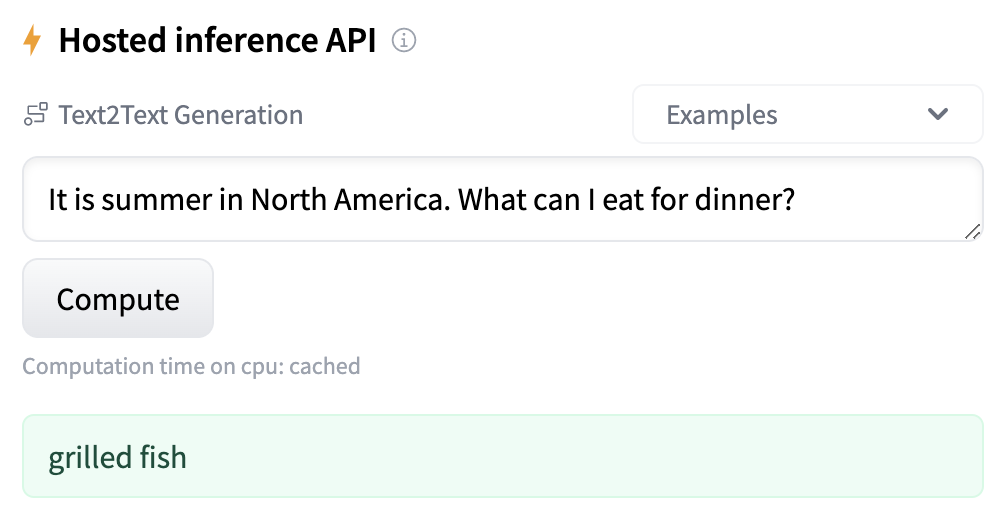 Hosted inference API
Text2Text Generation
Examples
It is summer in North America. What can I eat for dinner?
Compute
Computation time on cpu: cached
grilled fish